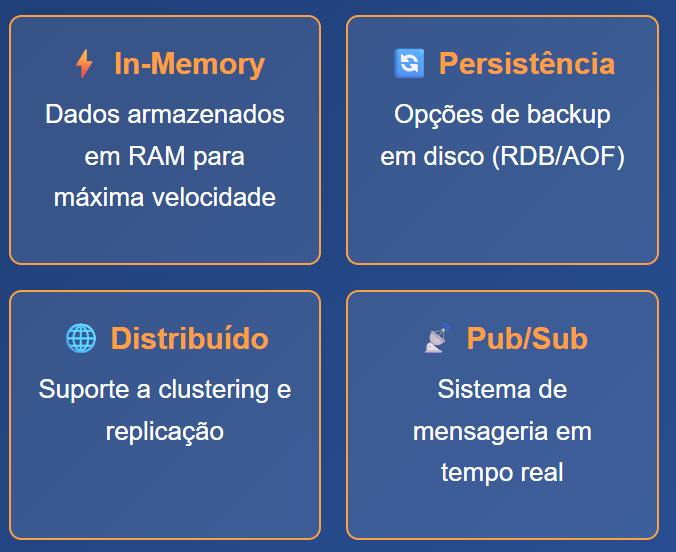 In-Memory
Dados armazenados
em RAM para
máxima velocidade
Persistência
Opções de backup
em disco (RDB/AOF)
Distribuído
Suporte a clustering e
replicação
Pub/Sub
Sistema de
mensageria em
tempo real